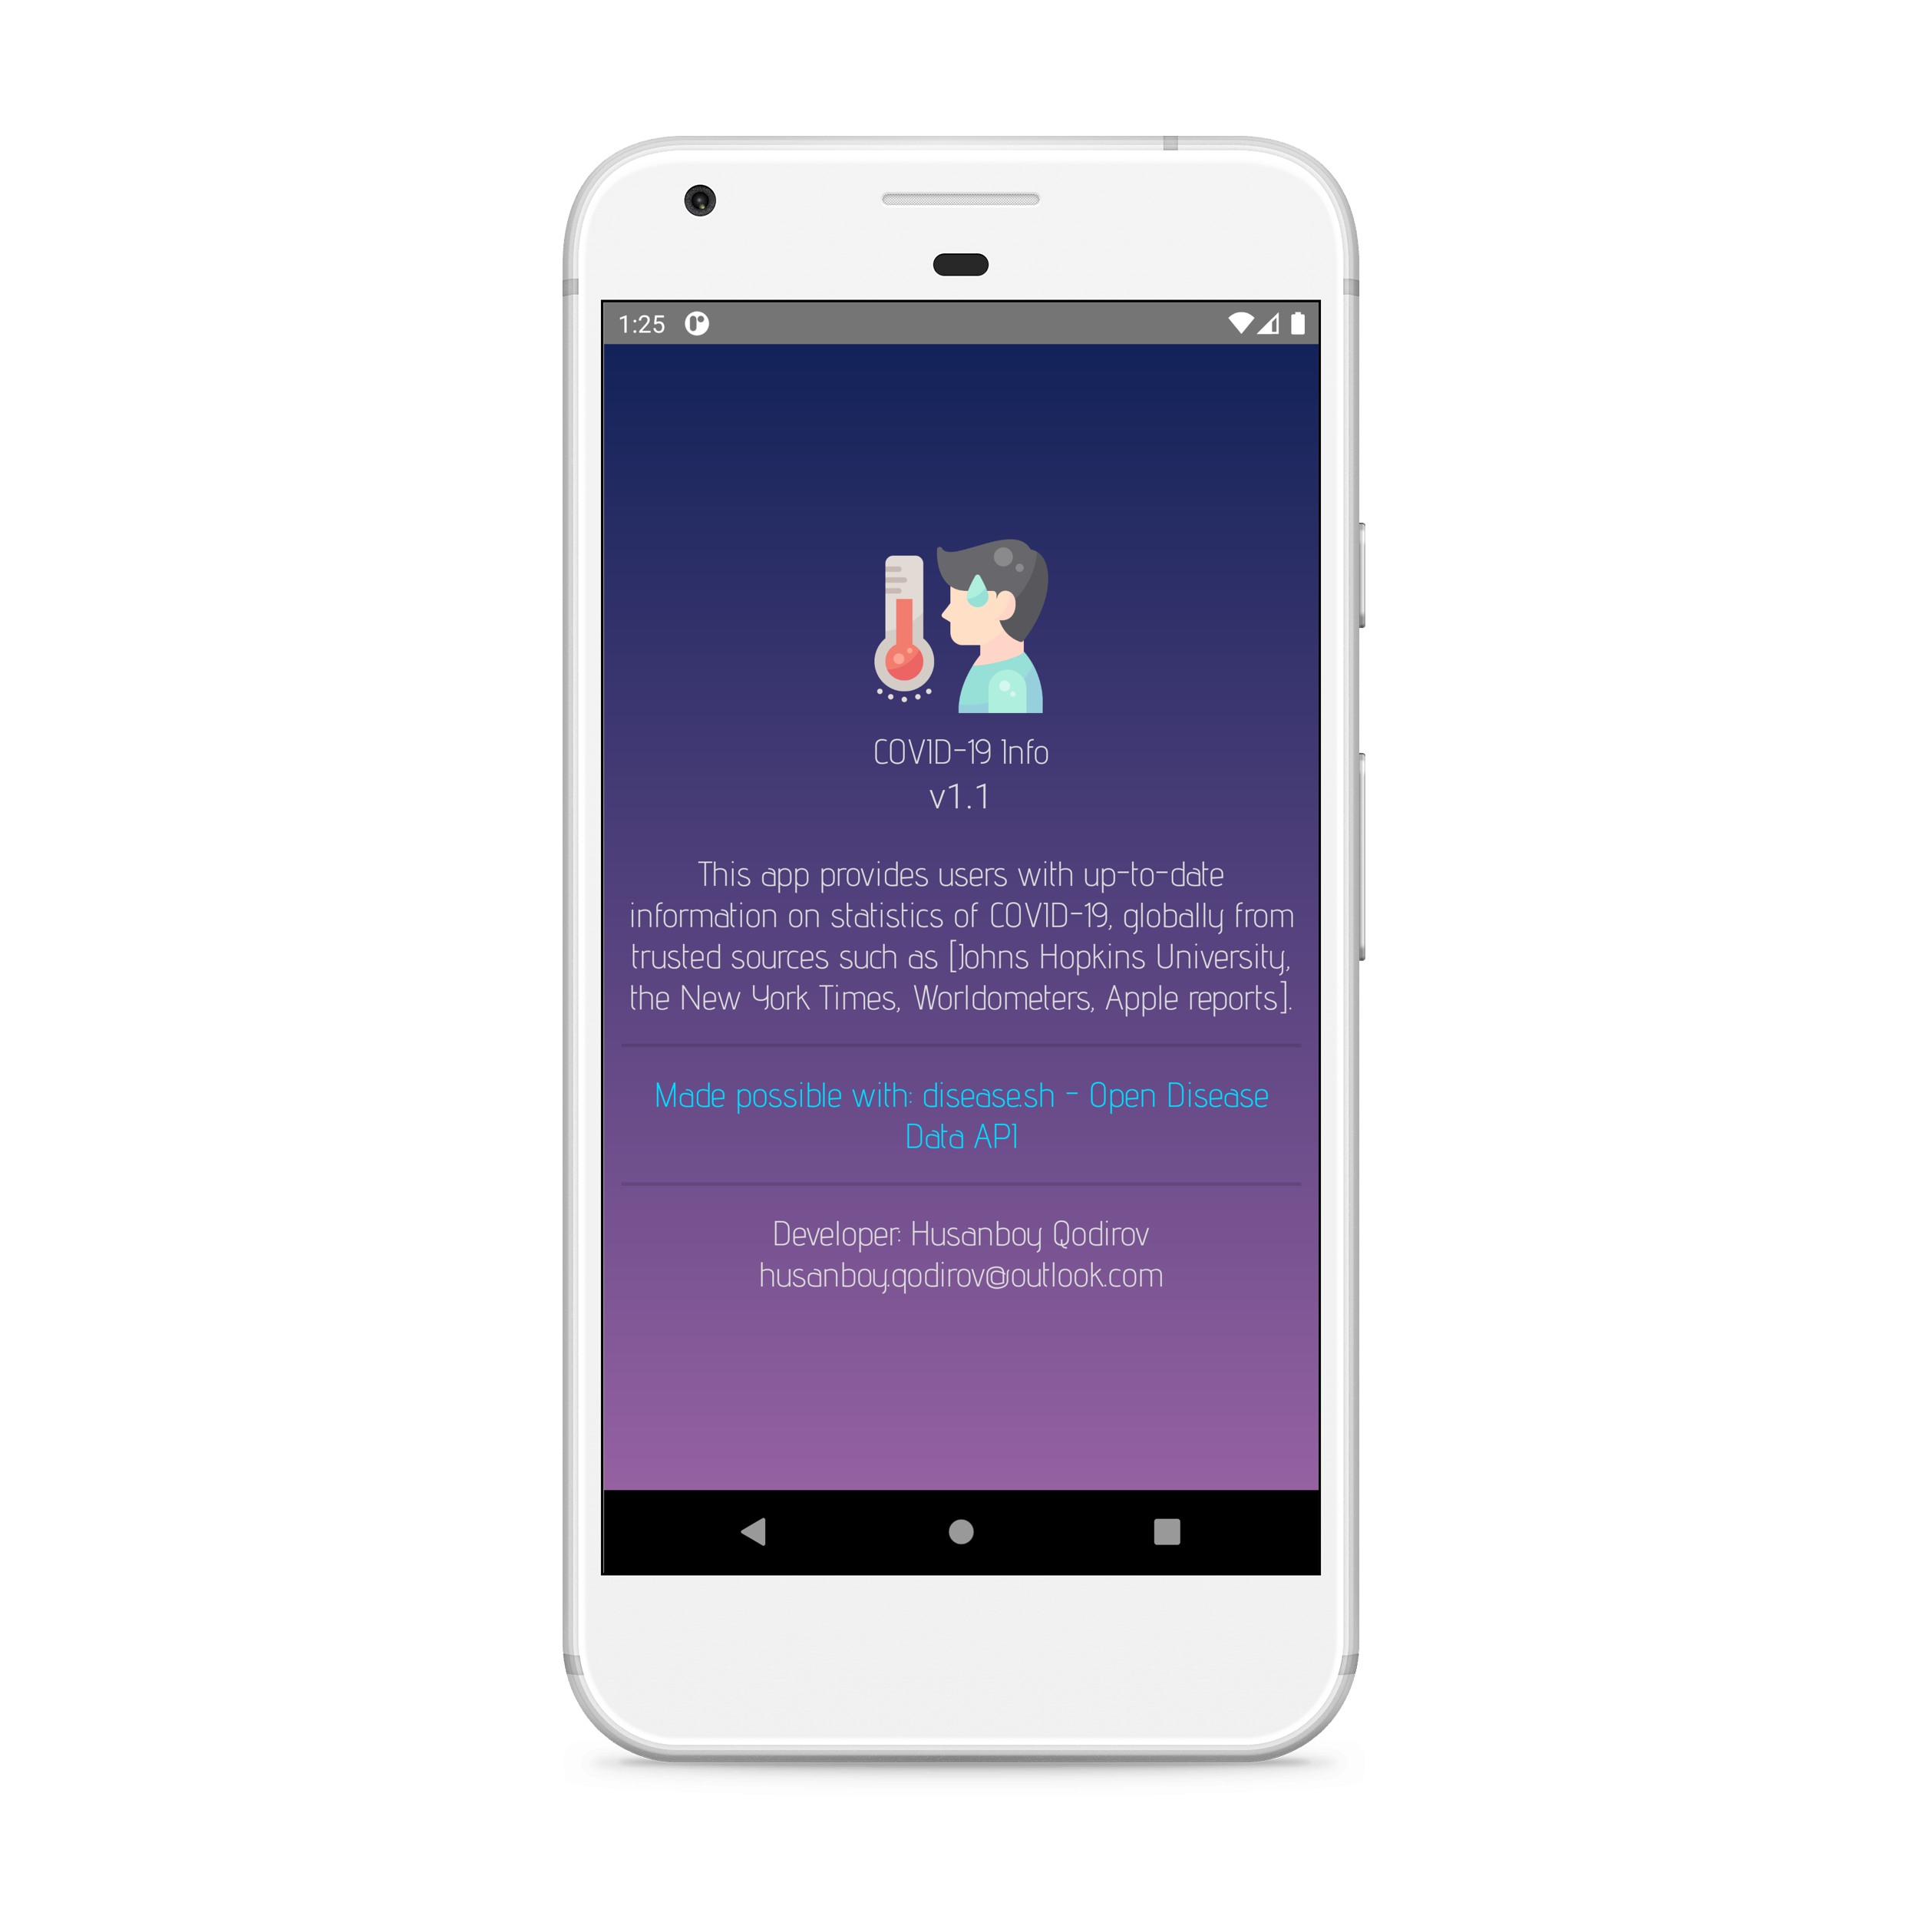 1:25
COVID-19 Info
v1.1
This app provides users with up-to-date
information on statistics of COVID-19, globally from
trusted sources such as [Johns Hopkins University,
the New York Times, Worldometers, Apple reports].
Made possible with: disease.sh - Open Disease
Data API
Developer: Husanboy Qodirov
husanboy.qodirov@outlook.com